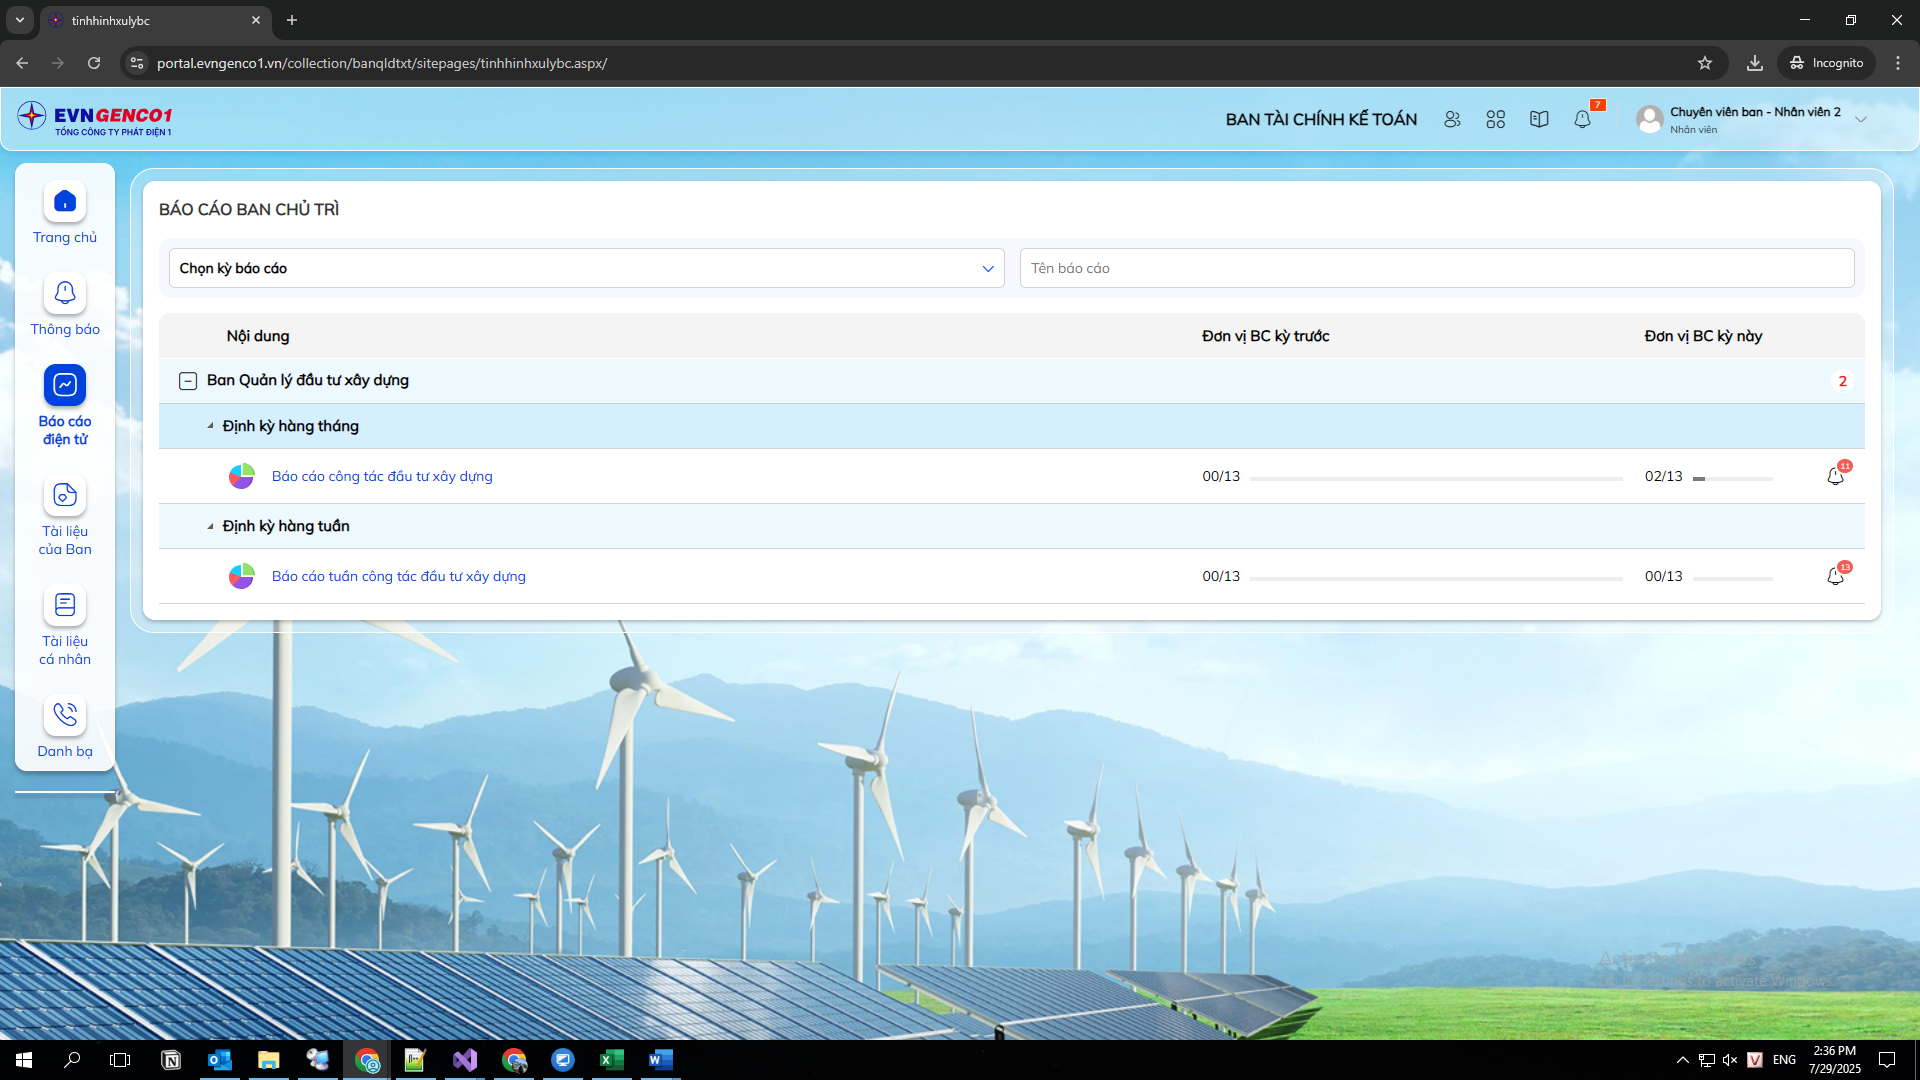 tinhhinhxulybc
portal.evngenco1.vn/collection/banqldtxt/sitepages/tinhhinhxulybc.aspx/
Incognito
EVNGENCO1
TỔNG CÔNG TY PHÁT ĐIỆN 1
BAN TÀI CHÍNH KẾ TOÁN
7
Chuyên viên ban - Nhân viên 2
Nhân viên
Trang chủ
Thông báo
Báo cáo
điện tử
Tài liệu
của Ban
Tài liệu
cá nhân
Danh bạ
BÁO CÁO BAN CHỦ TRÌ
Chọn kỳ báo cáo
Tên báo cáo
Nội dung
Đơn vị BC kỳ trước
Đơn vị BC kỳ này
Ban Quản lý đầu tư xây dựng
2
Định kỳ hàng tháng
Báo cáo công tác đầu tư xây dựng
00/13
02/13
11
Định kỳ hàng tuần
Báo cáo tuần công tác đầu tư xây dựng
00/13
00/13
13
Activate Windows
Go to Settings to activate Windows.
ENG
2:36 PM
7/29/2025